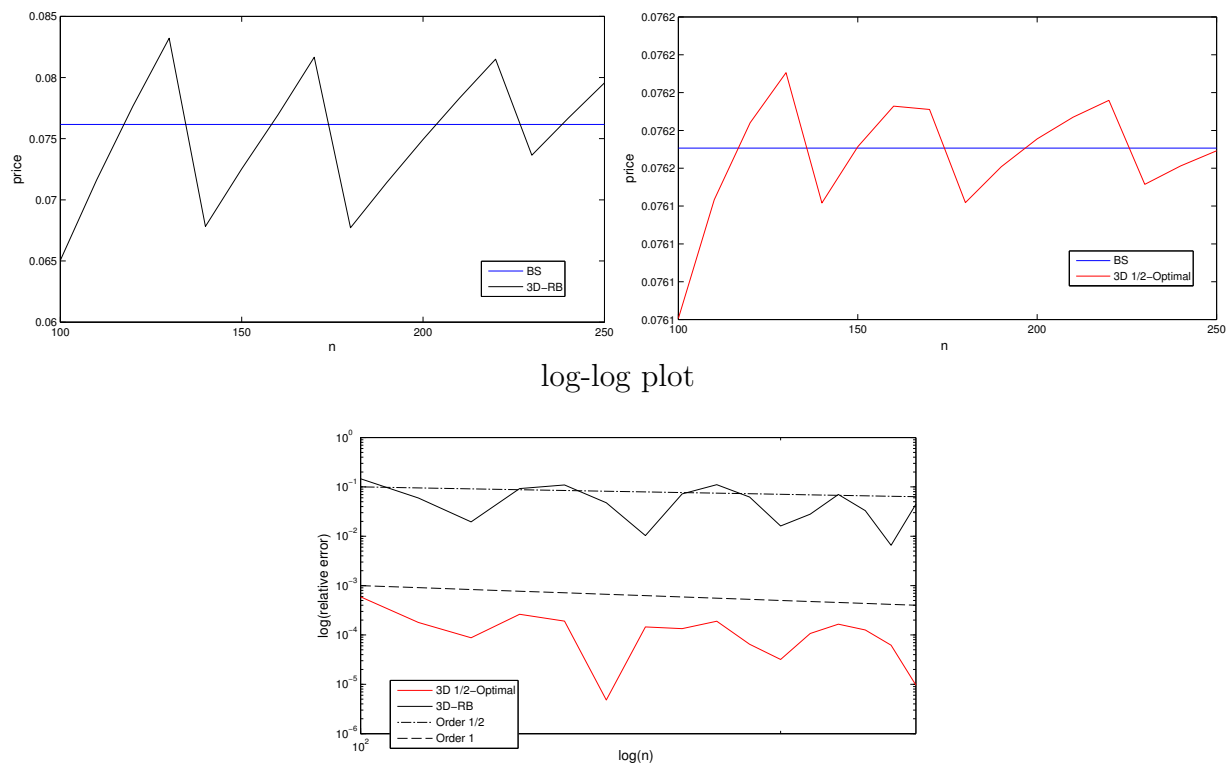 0.085
0.08
0.075
0.07
0.065
0.06
price
100
150
200
250
n
BS
3D−RB
0.0762
0.0762
0.0762
0.0762
0.0762
0.0761
0.0761
0.0761
0.0761
price
100
150
200
250
n
BS
3D 1/2−Optimal
log-log plot
10^0
10^−1
10^−2
10^−3
10^−4
10^−5
10^−6
log(relative error)
10^2
log(n)
3D 1/2−Optimal
3D−RB
Order 1/2
Order 1